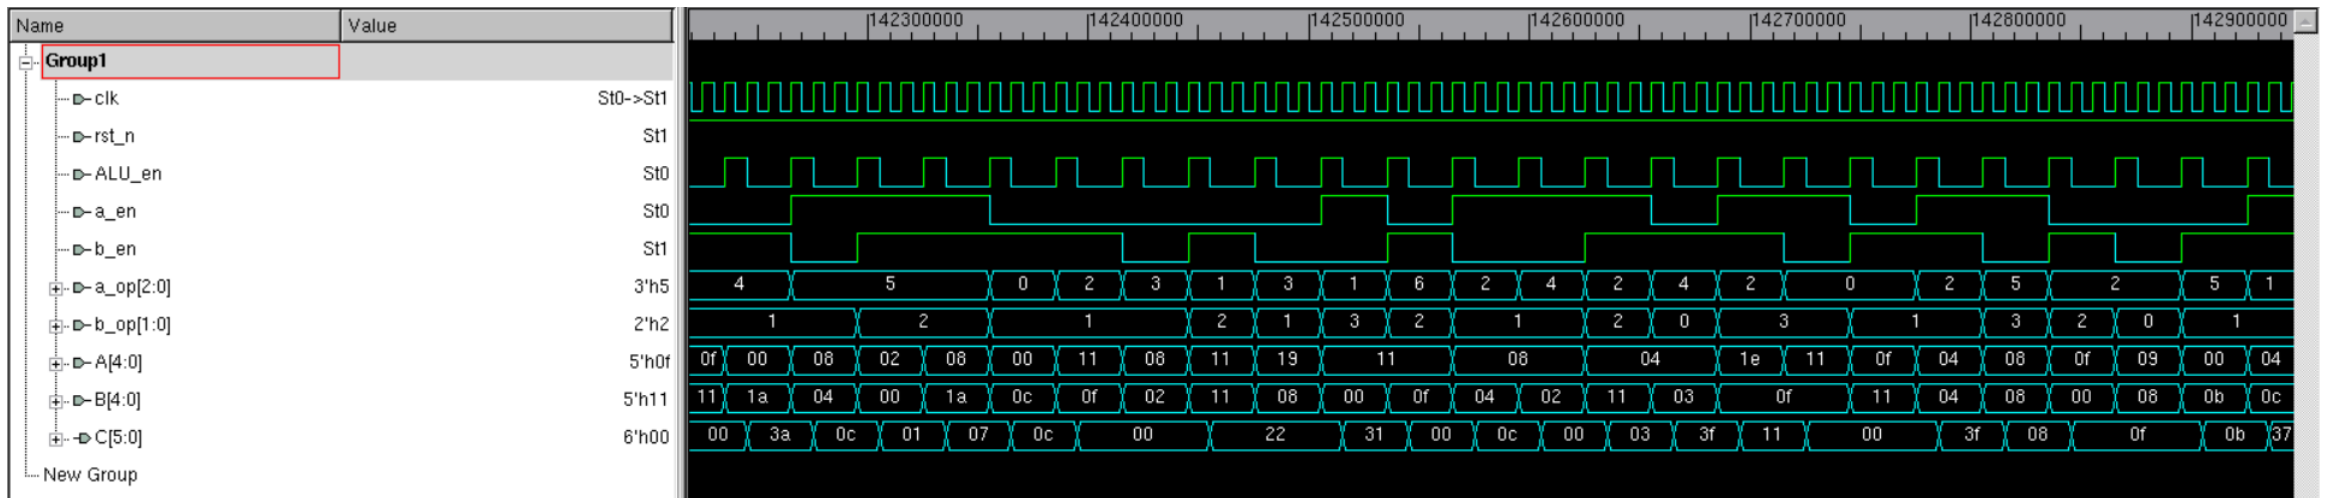 Name Value 142300000 142400000 142500000 142600000 142700000 142800000 142900000
Group1
clk St0->St1
rst_n St1
ALU_en St0
a_en St0
b_en St1
a_op[2:0] 3'h5 4 5 0 2 3 1 3 1 6 2 4 2 4 2 0 2 5 2 5 1
b_op[1:0] 2'h2 1 2 1 2 1 3 2 1 2 0 3 1 3 2 0 1
A[4:0] 5'h0f 0f 00 08 02 08 00 11 08 11 19 11 08 04 1e 11 0f 04 08 0f 09 00 04
B[4:0] 5'h11 11 1a 04 00 1a 0c 0f 02 11 08 00 0f 04 02 11 03 0f 11 04 08 00 08 0b 0c
C[5:0] 6'h00 00 3a 0c 01 07 0c 00 22 31 00 0c 00 03 3f 11 00 3f 08 0f 0b 37
New Group